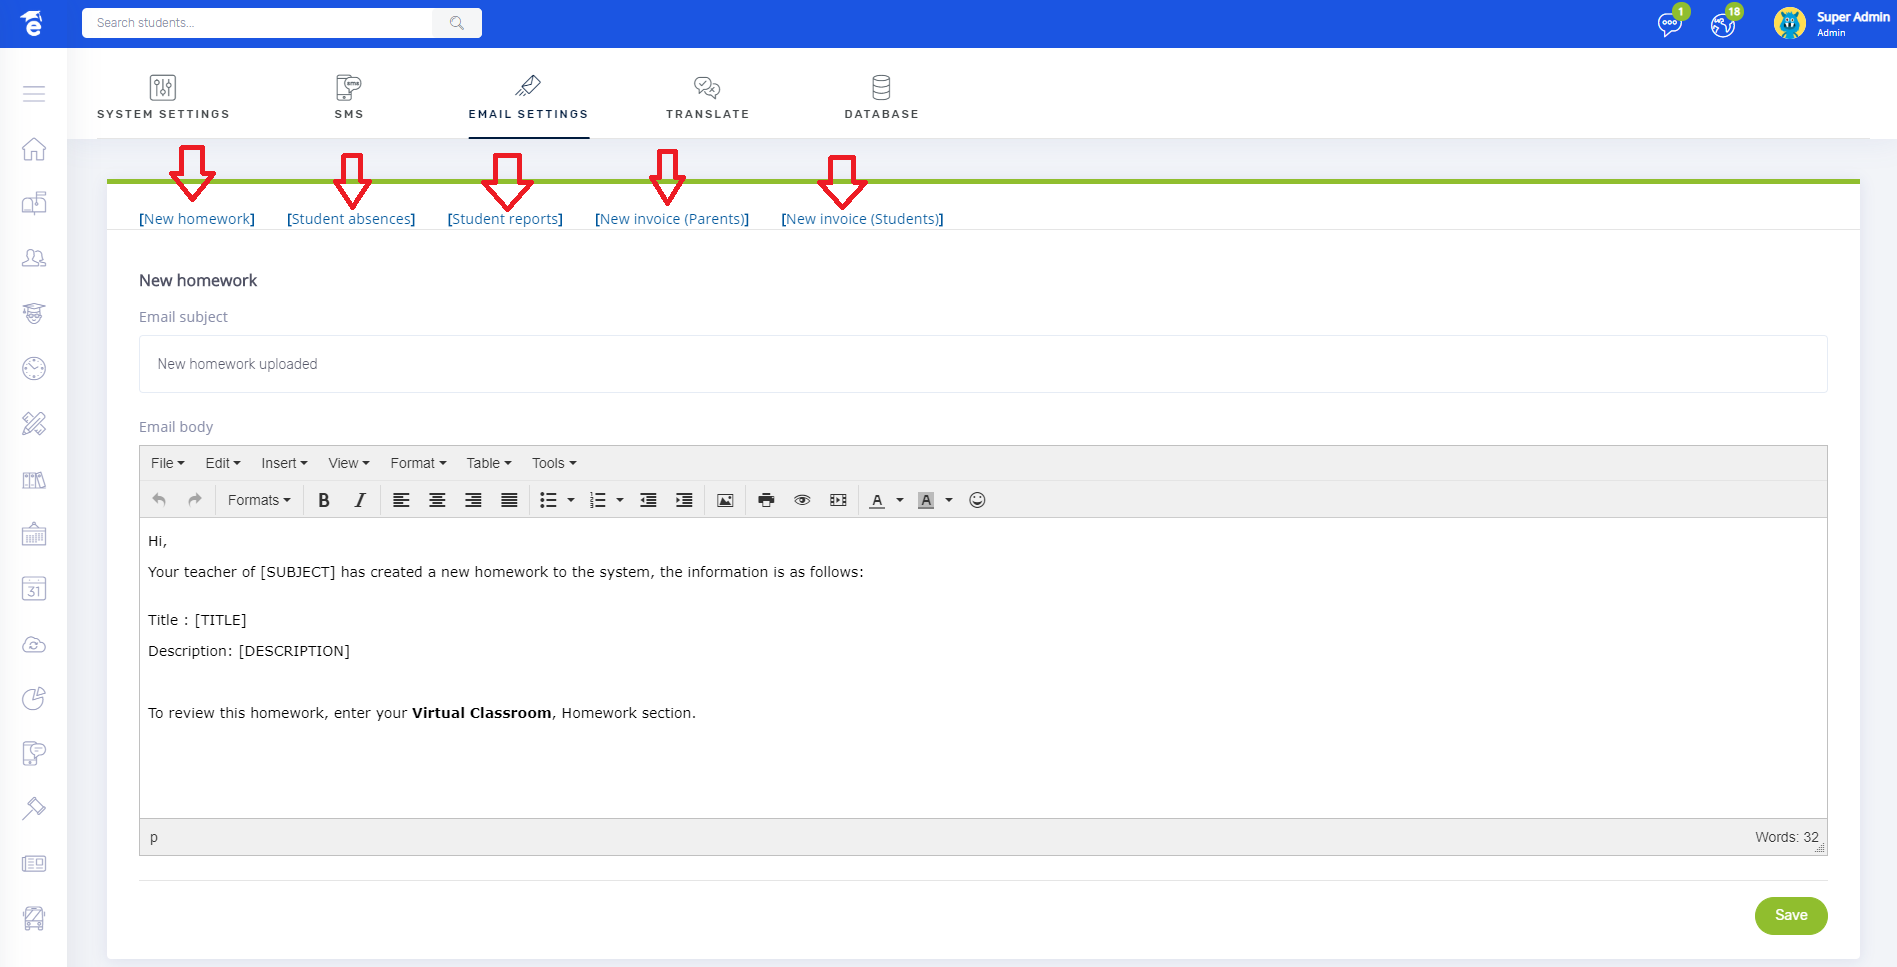 e
Search students...
1
18
Super Admin
Admin
SYSTEM SETTINGS
SMS
EMAIL SETTINGS
TRANSLATE
DATABASE
[New homework] [Student absences] [Student reports] [New invoice (Parents)] [New invoice (Students)]
New homework
Email subject
New homework uploaded
Email body
File Edit Insert View Format Table Tools
Formats B I A A
Hi,
Your teacher of [SUBJECT] has created a new homework to the system, the information is as follows:
Title : [TITLE]
Description: [DESCRIPTION]
To review this homework, enter your Virtual Classroom, Homework section.
31
p
Words: 32
Save